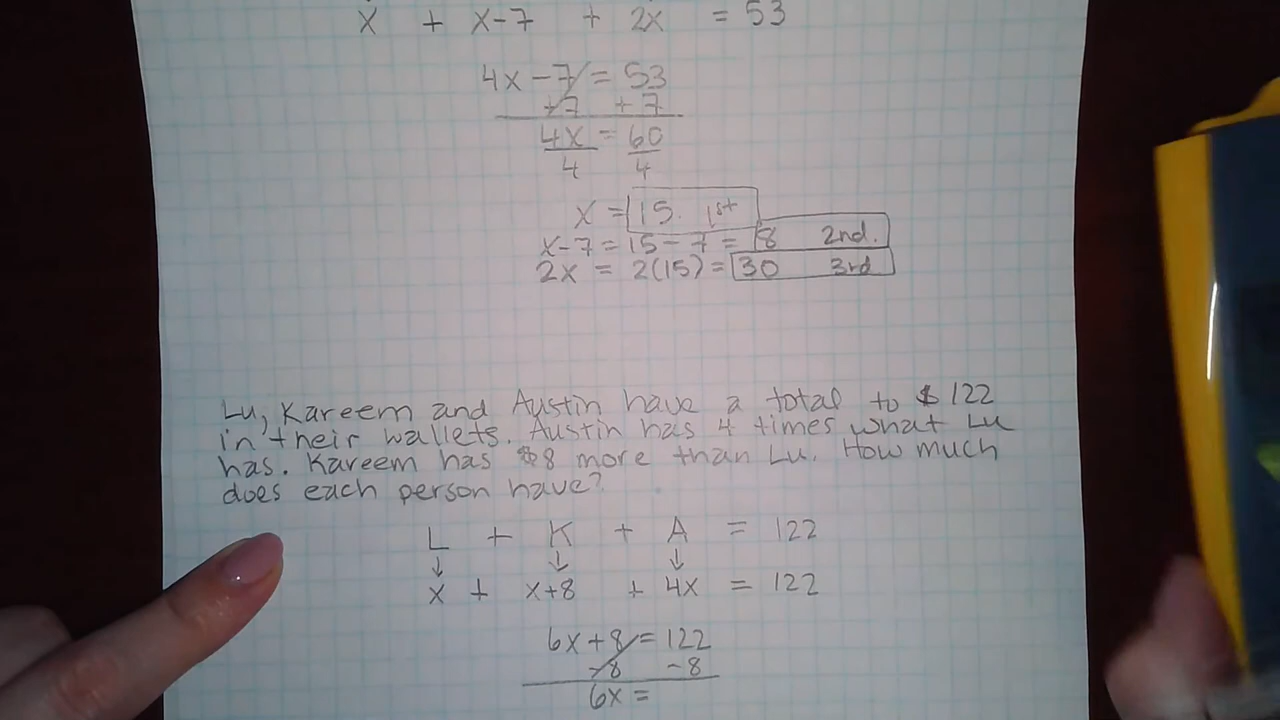 x + x-7 + 2x = 53
4x - 7 = 53
+7 +7
4x = 60
4 4
x = 15. 1st
x-7 = 15 - 7 = 8 2nd.
2x = 2(15) = 30 3rd
Lu, Kareem and Austin have a total to $122
in their wallets. Austin has 4 times what Lu
has. Kareem has $8 more than Lu. How much
does each person have?
L + K + A = 122
↓ ↓ ↓
x + x+8 + 4x = 122
6x + 8 = 122
-8 -8
6x =